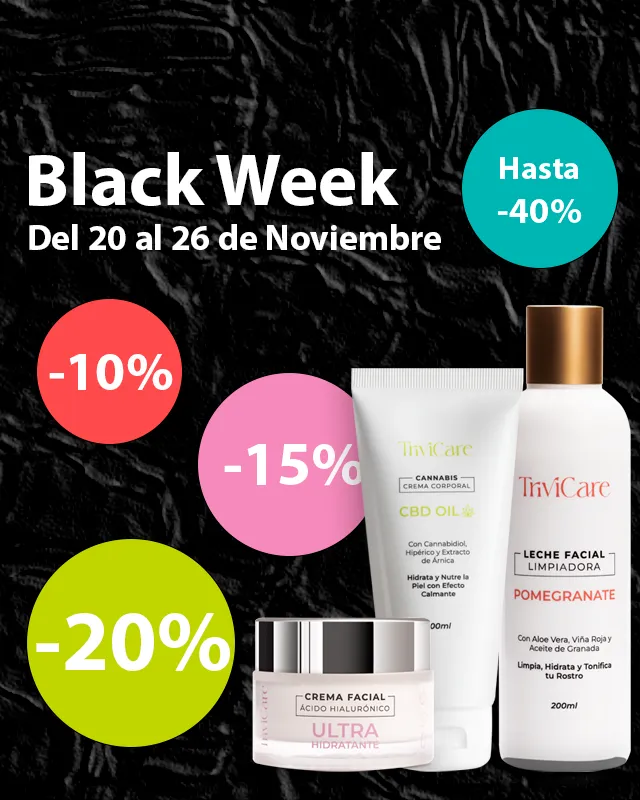 Black Week
Del 20 al 26 de Noviembre
Hasta
-40%
-10%
-15%
-20%
TriviCare
CANNABIS
CREMA CORPORAL
CBD OIL
Con Cannabidiol,
Hipérico y Extracto
de Árnica
Hidrata y Nutre la
Piel con Efecto
Calmante
00ml
TriviCare
LECHE FACIAL
LIMPIADORA
POMEGRANATE
Con Aloe Vera, Viña Roja y
Aceite de Granada
Limpia, Hidrata y Tonifica
tu Rostro
200ml
TriviCare
CREMA FACIAL
ÁCIDO HIALURÓNICO
ULTRA
HIDRATANTE